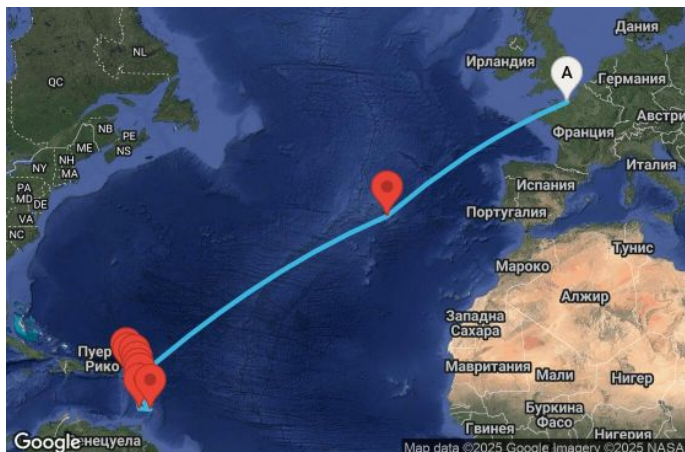 NL
QC
NB
PE
ME
NS
NH
NY
MA
PA
MD
DE
VA
NC
Дания
Ирландия
A
Германия
Австри
Франция
Италия
Испания
Португалия
Тунис
Мароко
Алжир
Западна
Сахара
Пуер
Рико
Мавритания
Мали
Нигер
Буркина
Фасо
Гвинея
Нигерия
Google
енецуела
Map data ©2025 Google Imagery ©2025 NASA